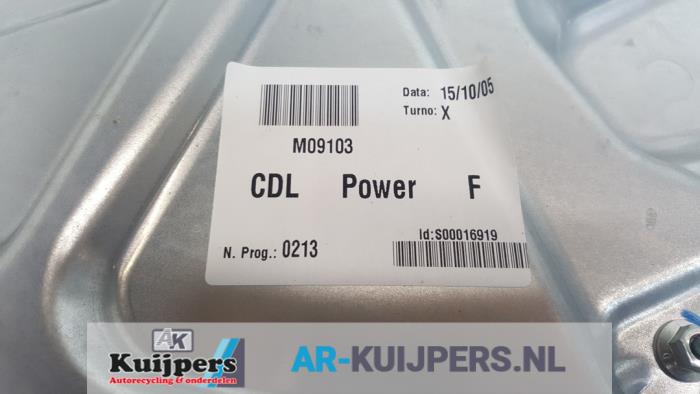 Data: 15/10/05
Turno: X
M09103
CDL Power F
Id:S00016919
N. Prog.: 0213
AK
Kuijpers
Autorecycling & onderdelen
AR-KUIJPERS.NL